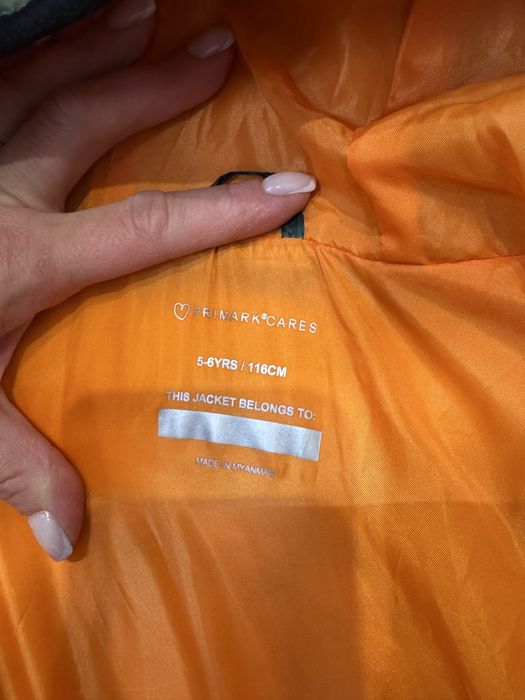 PRIMARK® CARES
5-6YRS / 116CM
THIS JACKET BELONGS TO:
MADE IN MYANMAR